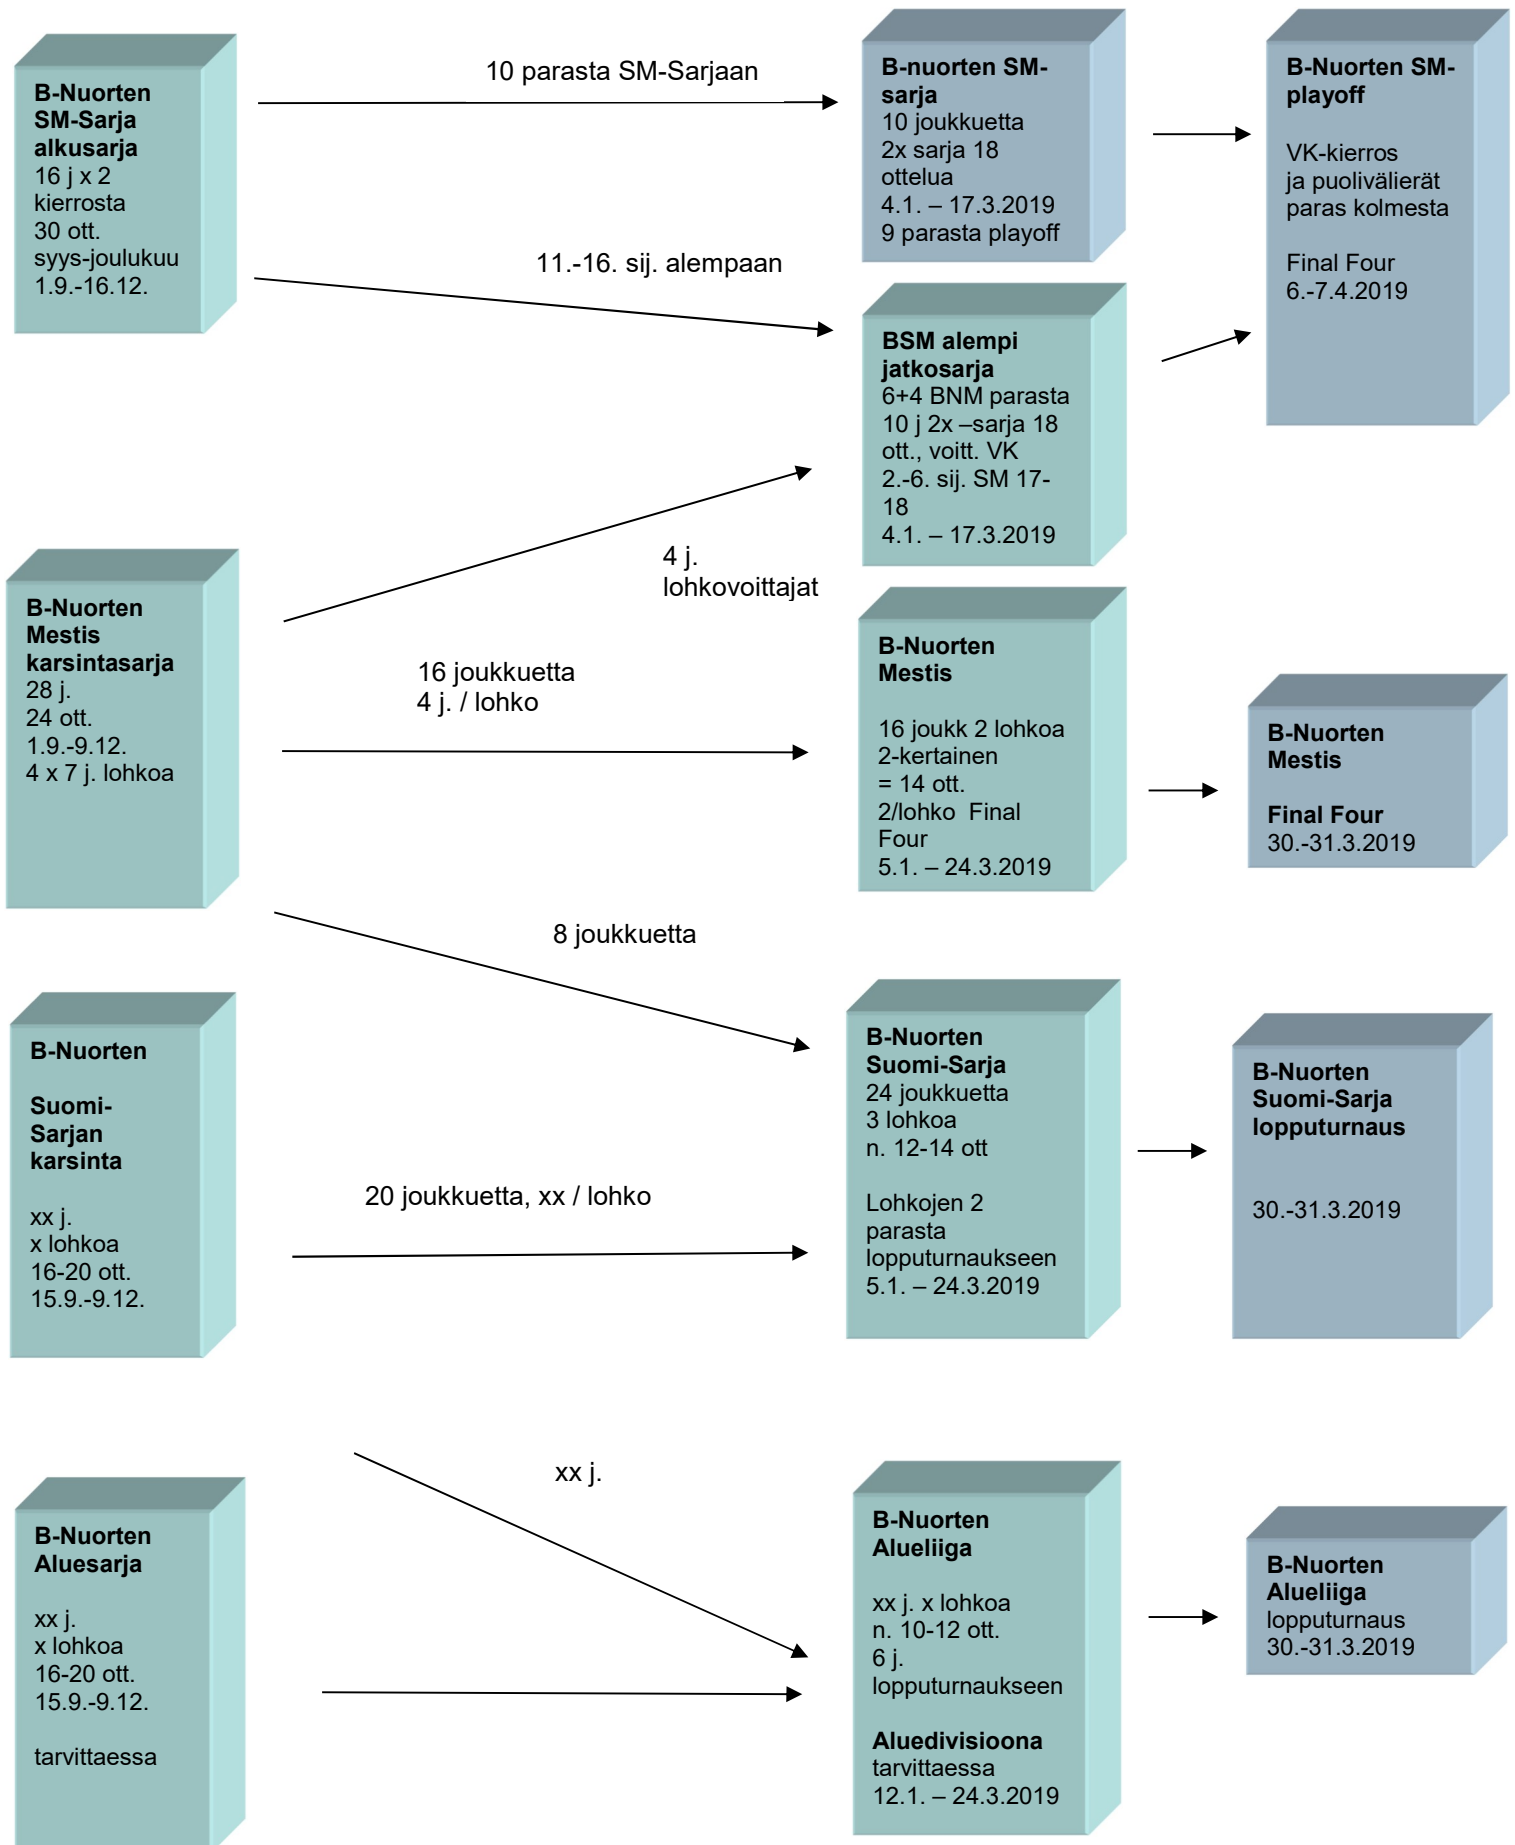 B-Nuorten
SM-Sarja
alkusarja
16 j x 2
kierrosta
30 ott.
syys-joulukuu
1.9.-16.12.
10 parasta SM-Sarjaan
11.-16. sij. alempaan
B-nuorten SM-
sarja
10 joukkuetta
2x sarja 18
ottelua
4.1. – 17.3.2019
9 parasta playoff
B-Nuorten SM-
playoff
VK-kierros
ja puolivälierät
paras kolmesta
Final Four
6.-7.4.2019
BSM alempi
jatkosarja
6+4 BNM parasta
10 j 2x –sarja 18
ott., voitt. VK
2.-6. sij. SM 17-
18
4.1. – 17.3.2019
B-Nuorten
Mestis
karsintasarja
28 j.
24 ott.
1.9.-9.12.
4 x 7 j. lohkoa
4 j.
lohkovoittajat
16 joukkuetta
4 j. / lohko
8 joukkuetta
B-Nuorten
Mestis
16 joukk 2 lohkoa
2-kertainen
= 14 ott.
2/lohko  Final
Four
5.1. – 24.3.2019
B-Nuorten
Mestis
Final Four
30.-31.3.2019
B-Nuorten
Suomi-
Sarjan
karsinta
xx j.
x lohkoa
16-20 ott.
15.9.-9.12.
20 joukkuetta, xx / lohko
B-Nuorten
Suomi-Sarja
24 joukkuetta
3 lohkoa
n. 12-14 ott
Lohkojen 2
parasta
lopputurnaukseen
5.1. – 24.3.2019
B-Nuorten
Suomi-Sarja
lopputurnaus
30.-31.3.2019
xx j.
B-Nuorten
Aluesarja
xx j.
x lohkoa
16-20 ott.
15.9.-9.12.
tarvittaessa
B-Nuorten
Alueliiga
xx j. x lohkoa
n. 10-12 ott.
6 j.
lopputurnaukseen
Aluedivisioona
tarvittaessa
12.1. – 24.3.2019
B-Nuorten
Alueliiga
lopputurnaus
30.-31.3.2019